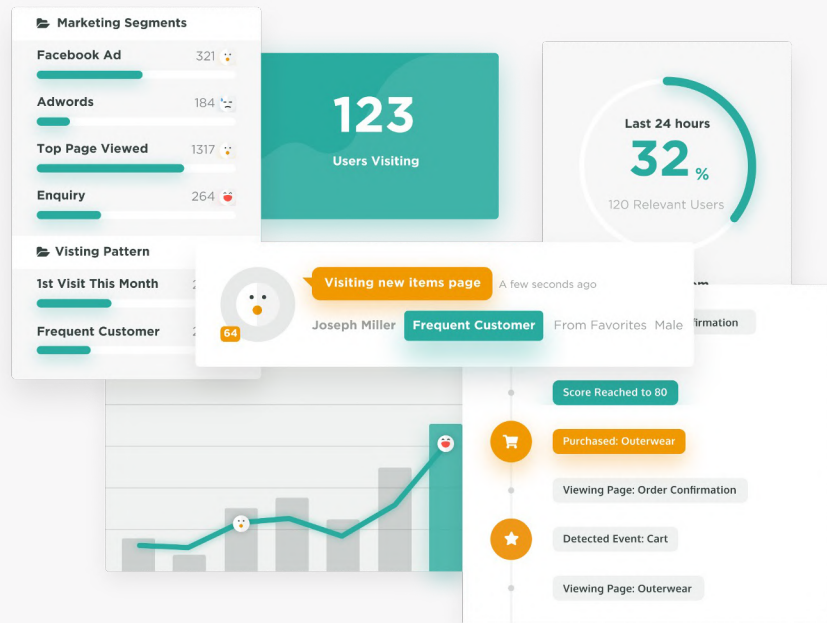 Marketing Segments
Facebook Ad 321
Adwords 184
Top Page Viewed 1317
Enquiry 264
Visting Pattern
1st Visit This Month
Frequent Customer
123
Users Visiting
Last 24 hours
32 %
120 Relevant Users
Visiting new items page A few seconds ago
64
Joseph Miller Frequent Customer From Favorites Male
Score Reached to 80
Purchased: Outerwear
Viewing Page: Order Confirmation
Detected Event: Cart
Viewing Page: Outerwear